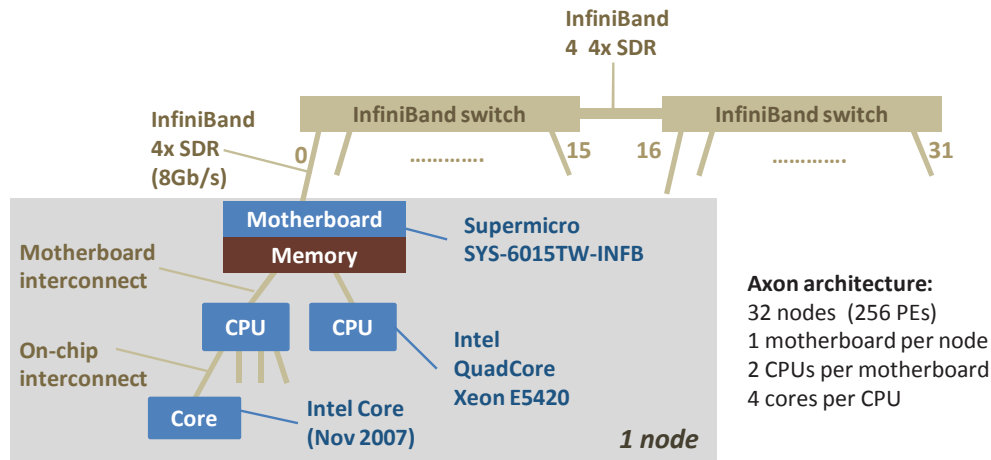 InfiniBand
4  4x SDR
InfiniBand switch
InfiniBand switch
InfiniBand
4x SDR
(8Gb/s)
0
………….
15
16
………….
31
Motherboard
Memory
Supermicro
SYS-6015TW-INFB
Motherboard
interconnect
CPU
CPU
Intel
QuadCore
Xeon E5420
On-chip
interconnect
Core
Intel Core
(Nov 2007)
1 node
Axon architecture:
32 nodes  (256 PEs)
1 motherboard per node
2 CPUs per motherboard
4 cores per CPU